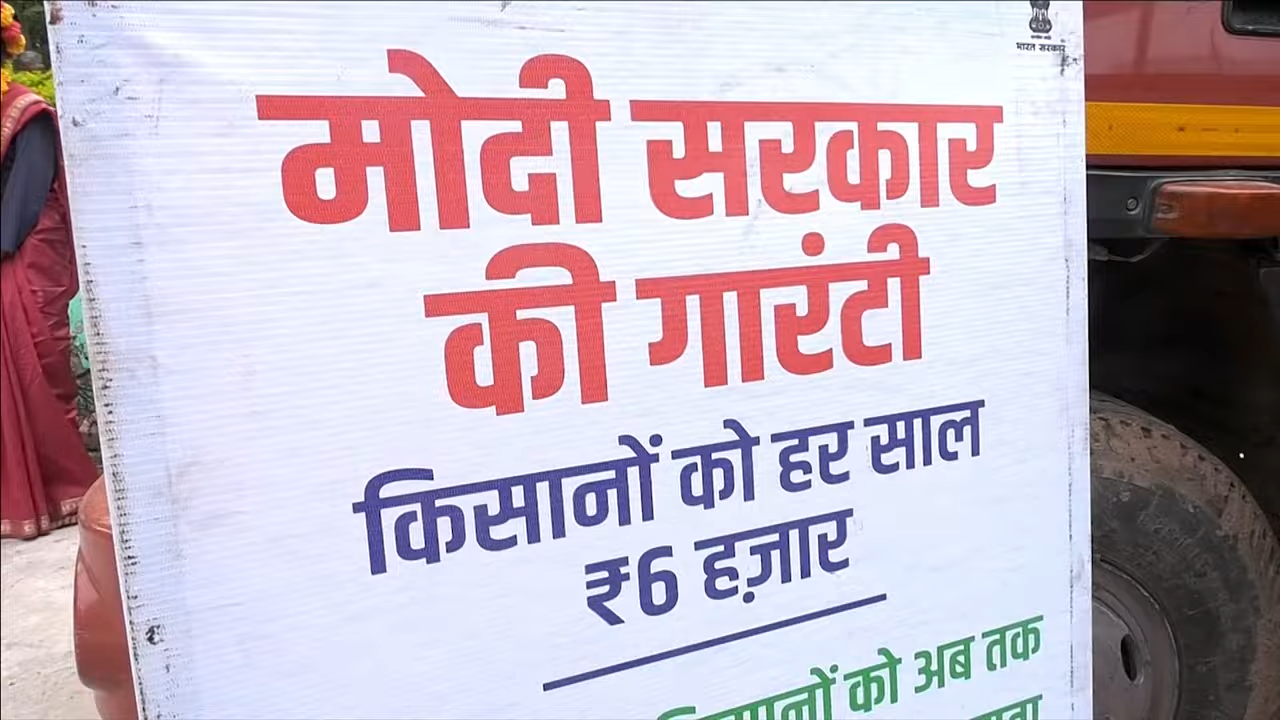 भारत सरकार
मोदी सरकार
की गारंटी
किसानों को हर साल
₹6 हज़ार
को अब तक